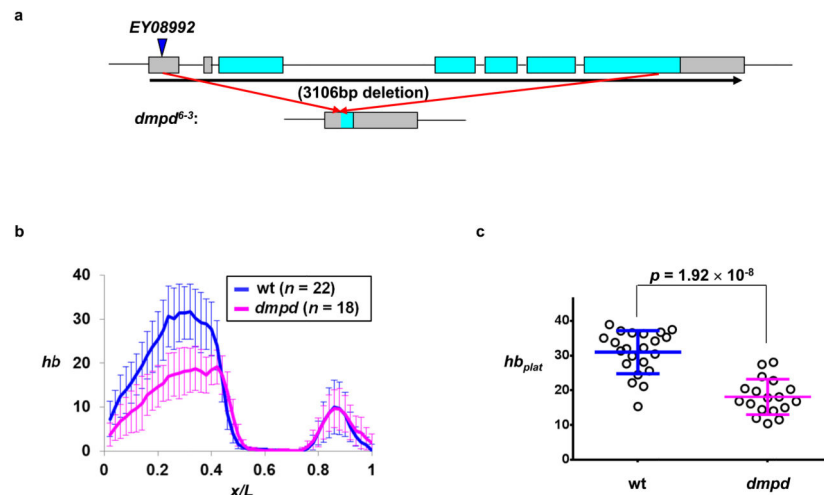 a
EY08992
(3106bp deletion)
dmpd⁶⁻³:
b
c
40
30
20
10
0
hb
wt (n = 22)
dmpd (n = 18)
0 0.2 0.4 0.6 0.8 1
x/L
p = 1.92 × 10⁻⁸
40
30
20
10
0
hbplat
wt dmpd